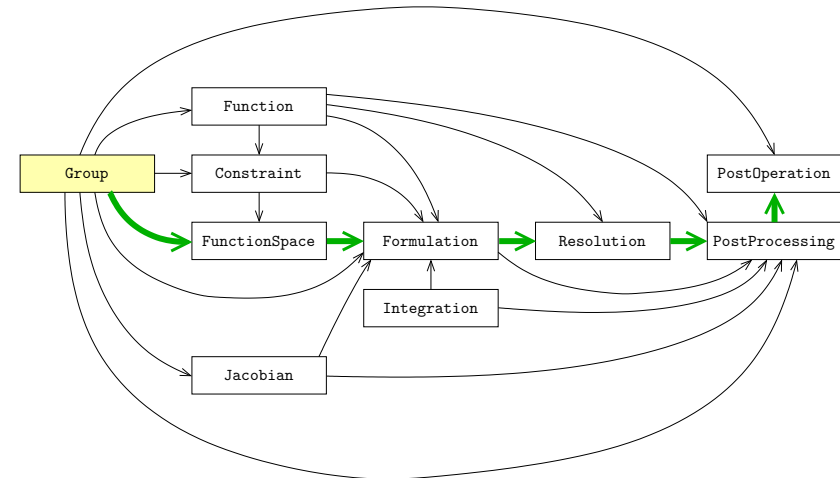 Function
Group
Constraint
PostOperation
FunctionSpace
Formulation
Resolution
PostProcessing
Integration
Jacobian